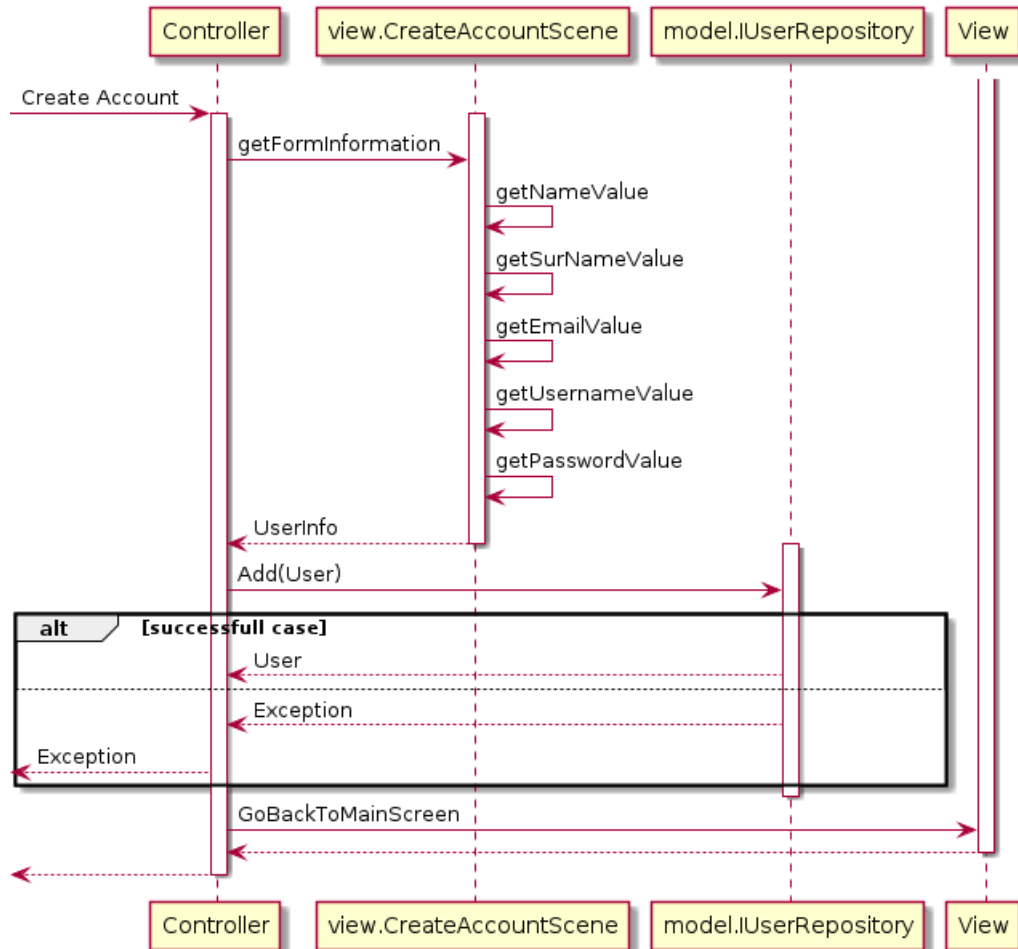 Controller
view.CreateAccountScene
model.IUserRepository
View
Create Account
getFormInformation
getNameValue
getSurNameValue
getEmailValue
getUsernameValue
getPasswordValue
UserInfo
Add(User)
alt
[successfull case]
User
Exception
Exception
GoBackToMainScreen
Controller
view.CreateAccountScene
model.IUserRepository
View